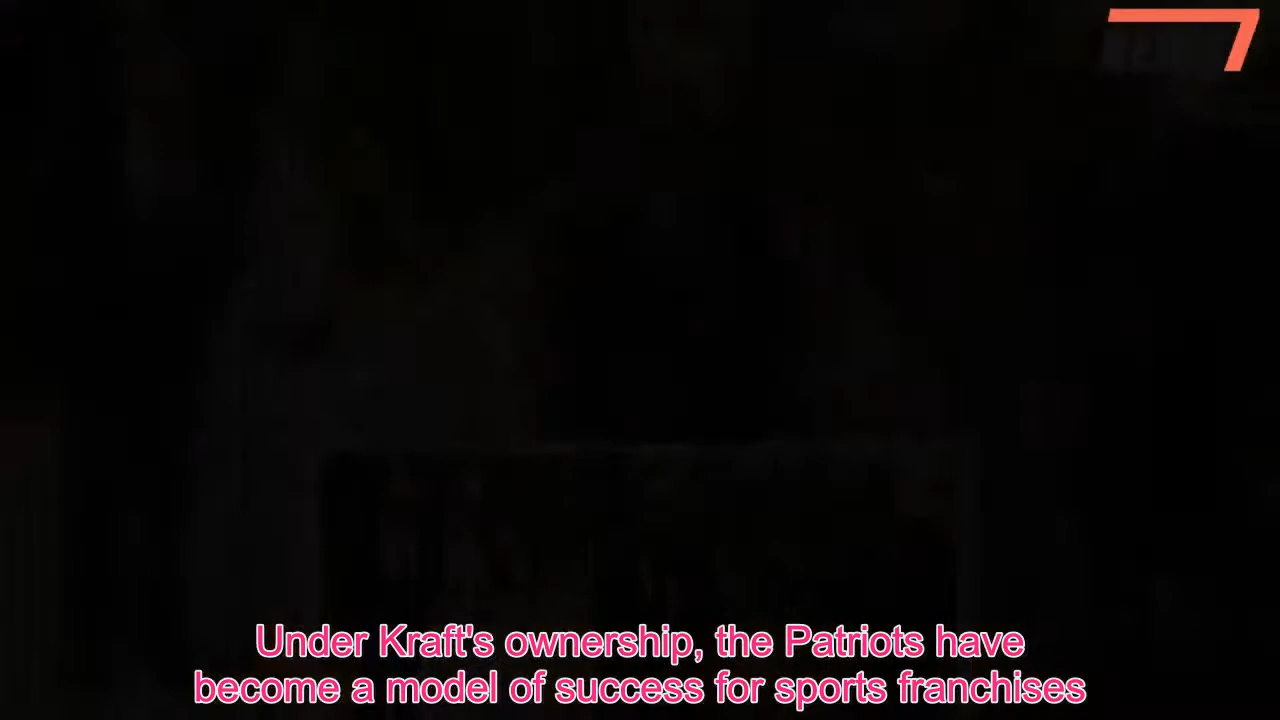 Under Kraft's ownership, the Patriots have
become a model of success for sports franchises